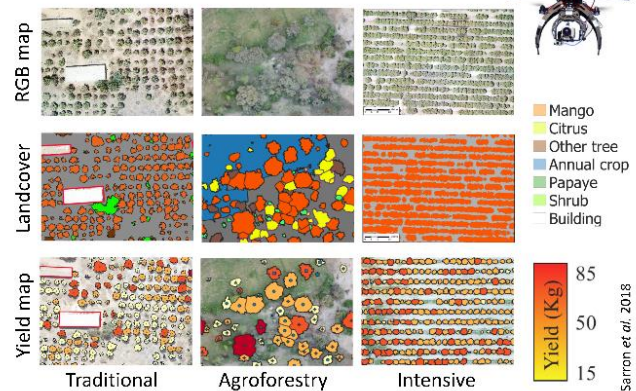 RGB map
Landcover
Yield map
Traditional
Agroforestry
Intensive
Mango
Citrus
Other tree
Annual crop
Papaye
Shrub
Building
Yield (Kg)
85
50
15
Sarron et al. 2018